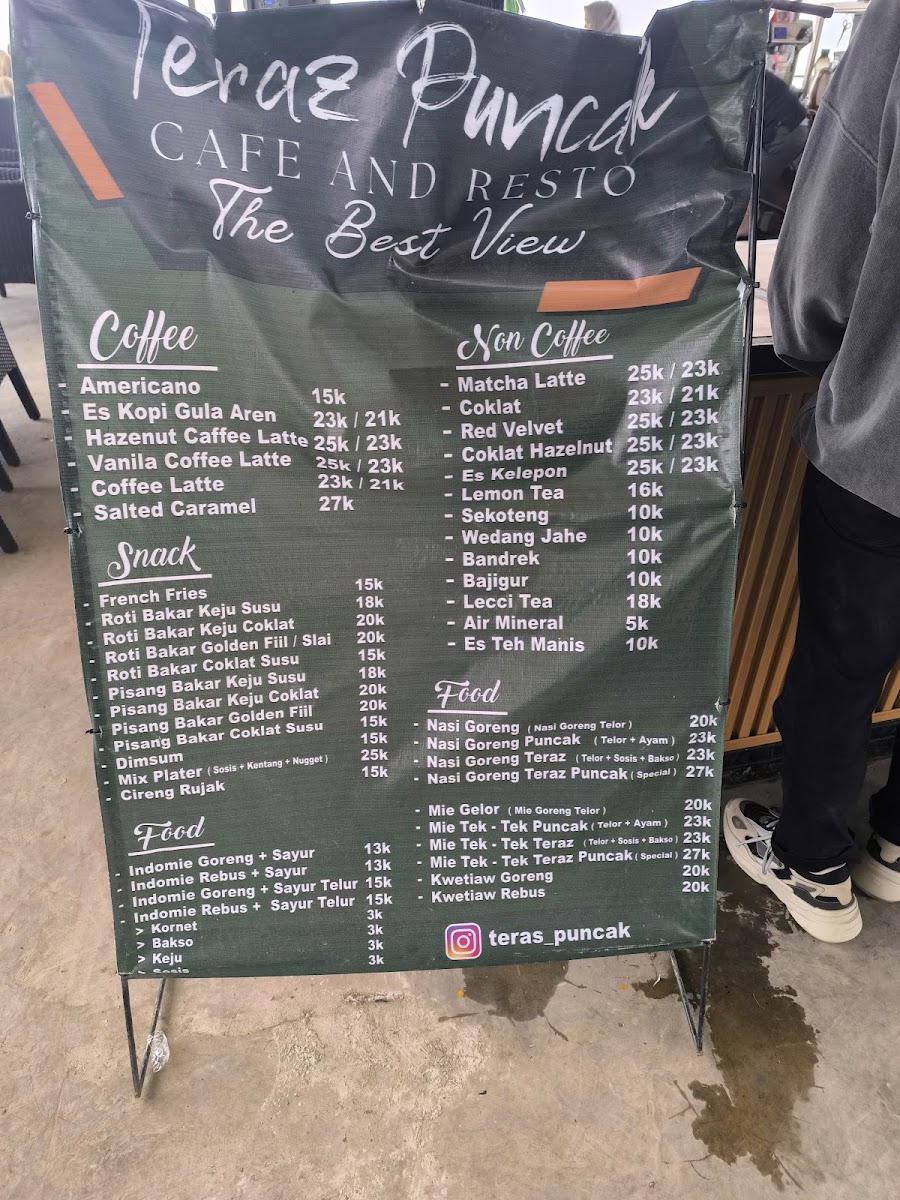 Teraz Puncak
CAFE AND RESTO
The Best View
Coffee
- Americano 15k
- Es Kopi Gula Aren 23k / 21k
- Hazenut Caffee Latte 25k / 23k
- Vanila Coffee Latte 25k / 23k
- Coffee Latte 23k / 21k
- Salted Caramel 27k
Snack
- French Fries 15k
- Roti Bakar Keju Susu 18k
- Roti Bakar Keju Coklat 20k
- Roti Bakar Golden Fiil / Slai 20k
- Roti Bakar Coklat Susu 15k
- Pisang Bakar Keju Susu 18k
- Pisang Bakar Keju Coklat 20k
- Pisang Bakar Golden Fiil 20k
- Pisang Bakar Coklat Susu 15k
- Dimsum 15k
- Mix Plater ( Sosis + Kentang + Nugget ) 25k
- Cireng Rujak 15k
Food
- Indomie Goreng + Sayur 13k
- Indomie Rebus + Sayur 13k
- Indomie Goreng + Sayur Telur 15k
- Indomie Rebus + Sayur Telur 15k
> Kornet 3k
> Bakso 3k
> Keju 3k
> Sosis 3k
Non Coffee
- Matcha Latte 25k / 23k
- Coklat 23k / 21k
- Red Velvet 25k / 23k
- Coklat Hazelnut 25k / 23k
- Es Kelepon 25k / 23k
- Lemon Tea 16k
- Sekoteng 10k
- Wedang Jahe 10k
- Bandrek 10k
- Bajigur 10k
- Lecci Tea 18k
- Air Mineral 5k
- Es Teh Manis 10k
Food
- Nasi Goreng ( Nasi Goreng Telor ) 20k
- Nasi Goreng Puncak ( Telor + Ayam ) 23k
- Nasi Goreng Teraz ( Telor + Sosis + Bakso ) 23k
- Nasi Goreng Teraz Puncak ( Special ) 27k
- Mie Gelor ( Mie Goreng Telor ) 20k
- Mie Tek - Tek Puncak ( Telor + Ayam ) 23k
- Mie Tek - Tek Teraz ( Telor + Sosis + Bakso ) 23k
- Mie Tek - Tek Teraz Puncak ( Special ) 27k
- Kwetiaw Goreng 20k
- Kwetiaw Rebus 20k
teras_puncak